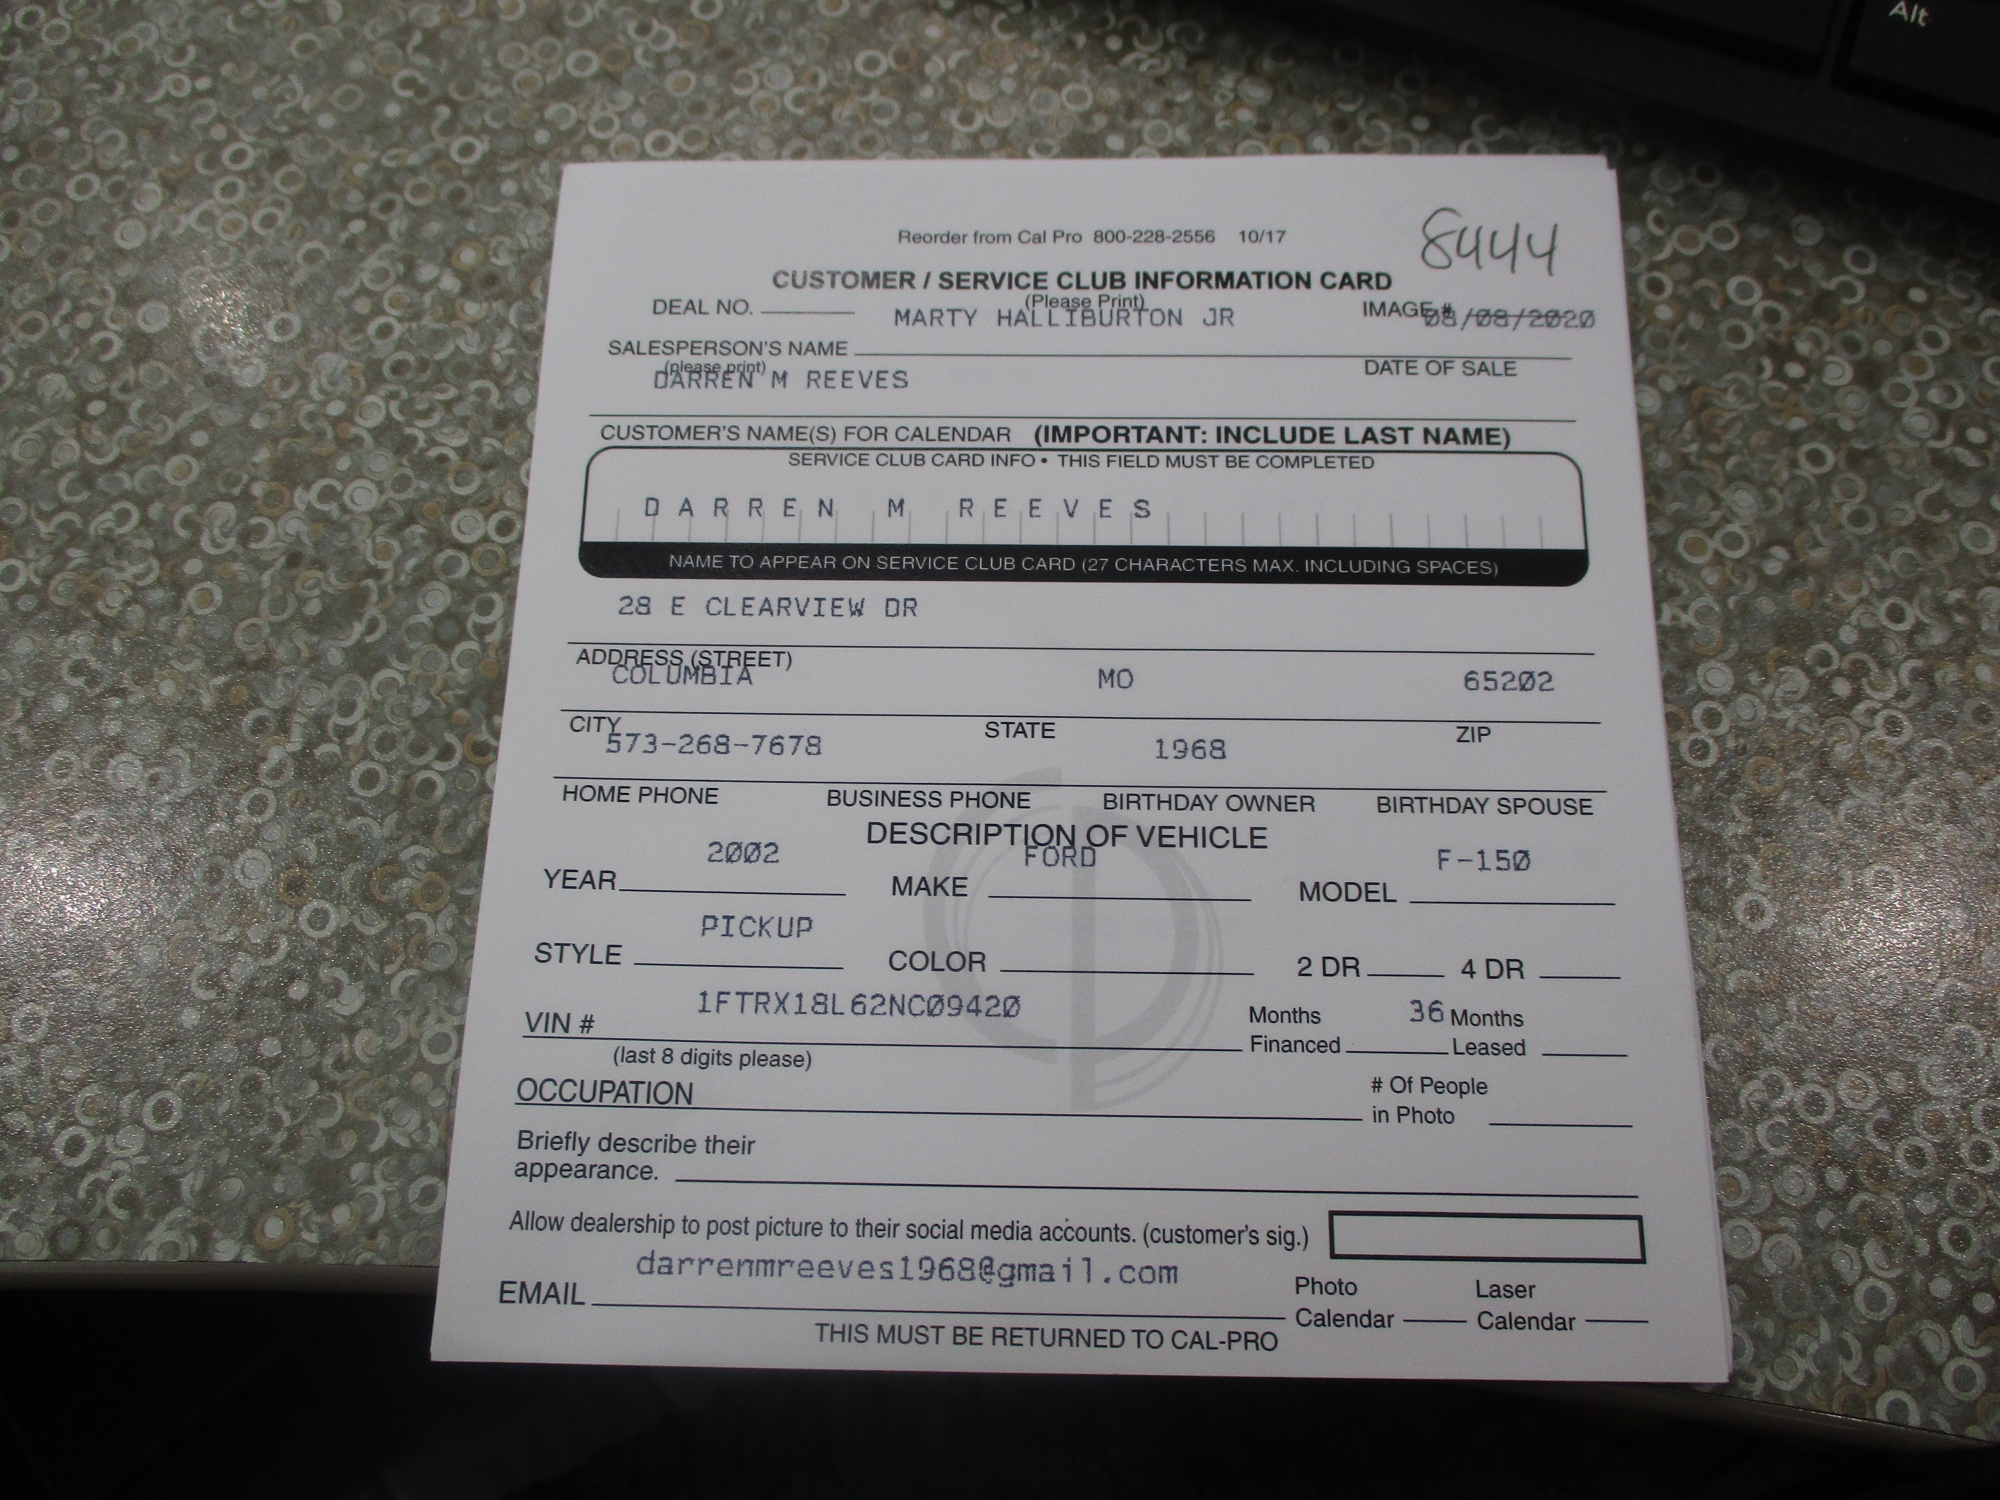 Alt
Reorder from Cal Pro 800-228-2556 10/17
8444
CUSTOMER / SERVICE CLUB INFORMATION CARD
(Please Print)
DEAL NO. MARTY HALLIBURTON JR IMAGE # 08/08/2020
SALESPERSON'S NAME
(please print) DATE OF SALE
DARREN M REEVES
CUSTOMER'S NAME(S) FOR CALENDAR (IMPORTANT: INCLUDE LAST NAME)
SERVICE CLUB CARD INFO • THIS FIELD MUST BE COMPLETED
DARREN M REEVES
NAME TO APPEAR ON SERVICE CLUB CARD (27 CHARACTERS MAX. INCLUDING SPACES)
28 E CLEARVIEW DR
ADDRESS (STREET)
COLUMBIA MO 65202
CITY STATE ZIP
573-268-7678 1968
HOME PHONE BUSINESS PHONE BIRTHDAY OWNER BIRTHDAY SPOUSE
DESCRIPTION OF VEHICLE
2002 FORD F-150
YEAR MAKE MODEL
PICKUP
STYLE COLOR 2 DR 4 DR
1FTRX18L62NC09420 Months 36 Months
VIN # Financed Leased
(last 8 digits please)
OCCUPATION # Of People
in Photo
Briefly describe their
appearance.
Allow dealership to post picture to their social media accounts. (customer's sig.)
darrenmreeves1968@gmail.com Photo Laser
EMAIL Calendar Calendar
THIS MUST BE RETURNED TO CAL-PRO